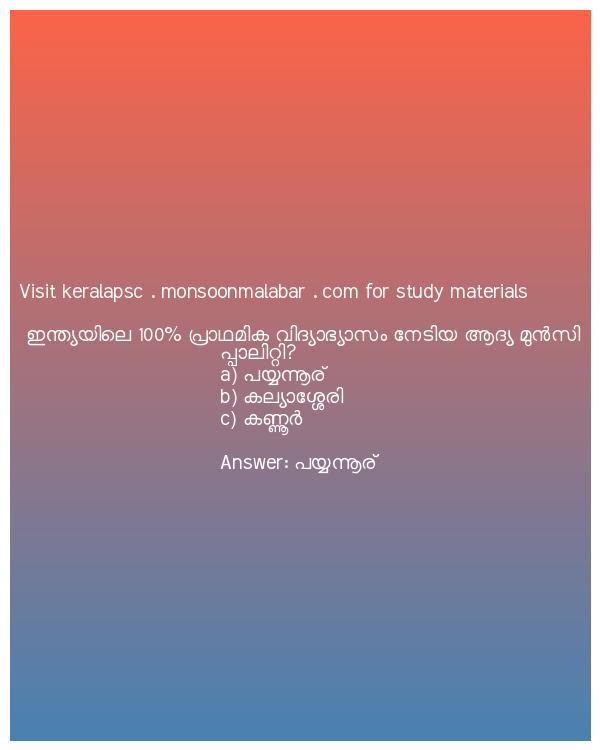 Visit keralapsc . monsoonmalabar . com for study materials
ഇന്ത്യയിലെ 100% പ്രാഥമിക വിദ്യാഭ്യാസം നേടിയ ആദ്യ മുൻസി
പ്പാലിറ്റി?
a) പയ്യന്നൂര്
b) കല്യാശ്ശേരി
c) കണ്ണൂർ
Answer: പയ്യന്നൂര്